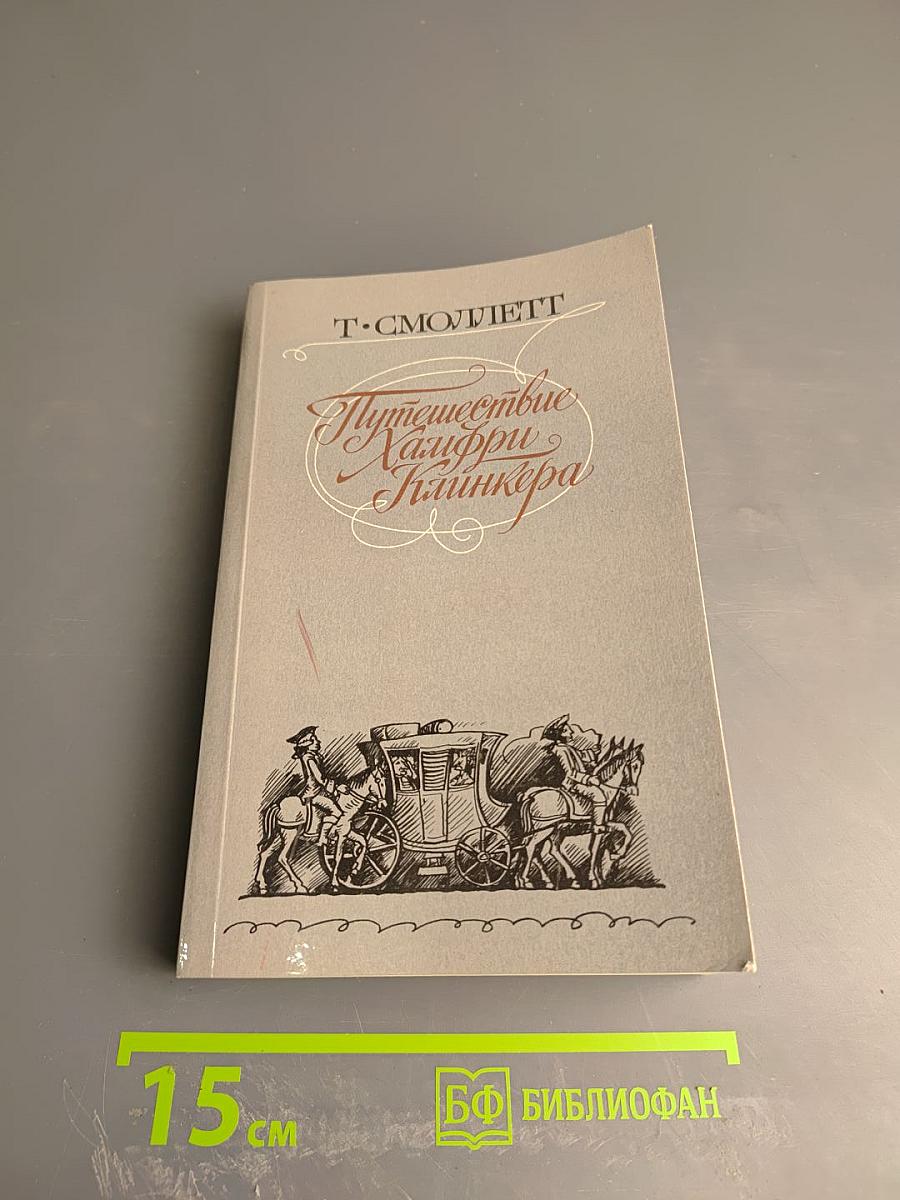 Т·СМОЛЛЕТТ
Путешествие
Хамфри
Клинкера
15 см
БФ БИБЛИОФАН